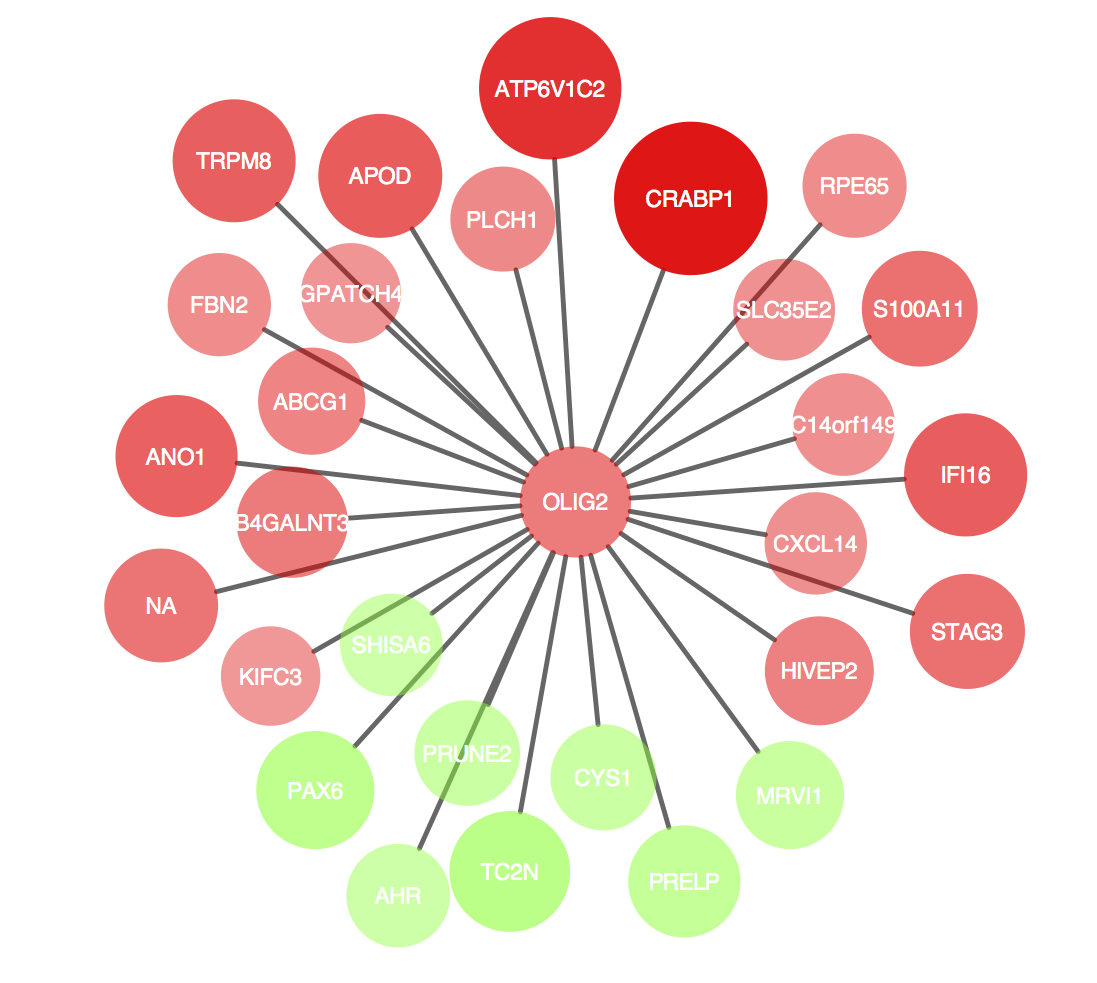 ATP6V1C2
TRPM8
APOD
PLCH1
CRABP1
RPE65
FBN2
GPATCH4
SLC35E2
S100A11
ABCG1
C14orf149
ANO1
IFI16
B4GALNT3
OLIG2
CXCL14
NA
SHISA6
STAG3
KIFC3
HIVEP2
PAX6
PRUNE2
CYS1
MRVI1
AHR
TC2N
PRELP